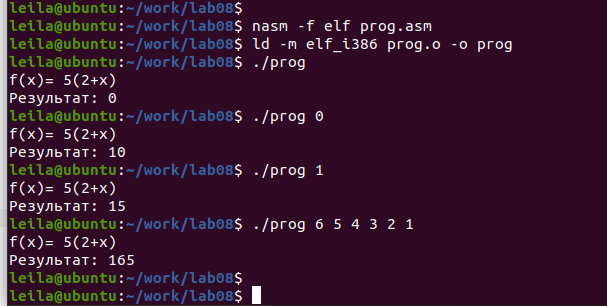 leila@ubuntu:~/work/lab08$
leila@ubuntu:~/work/lab08$ nasm -f elf prog.asm
leila@ubuntu:~/work/lab08$ ld -m elf_i386 prog.o -o prog
leila@ubuntu:~/work/lab08$ ./prog
f(x)= 5(2+x)
Результат: 0
leila@ubuntu:~/work/lab08$ ./prog 0
f(x)= 5(2+x)
Результат: 10
leila@ubuntu:~/work/lab08$ ./prog 1
f(x)= 5(2+x)
Результат: 15
leila@ubuntu:~/work/lab08$ ./prog 6 5 4 3 2 1
f(x)= 5(2+x)
Результат: 165
leila@ubuntu:~/work/lab08$
leila@ubuntu:~/work/lab08$